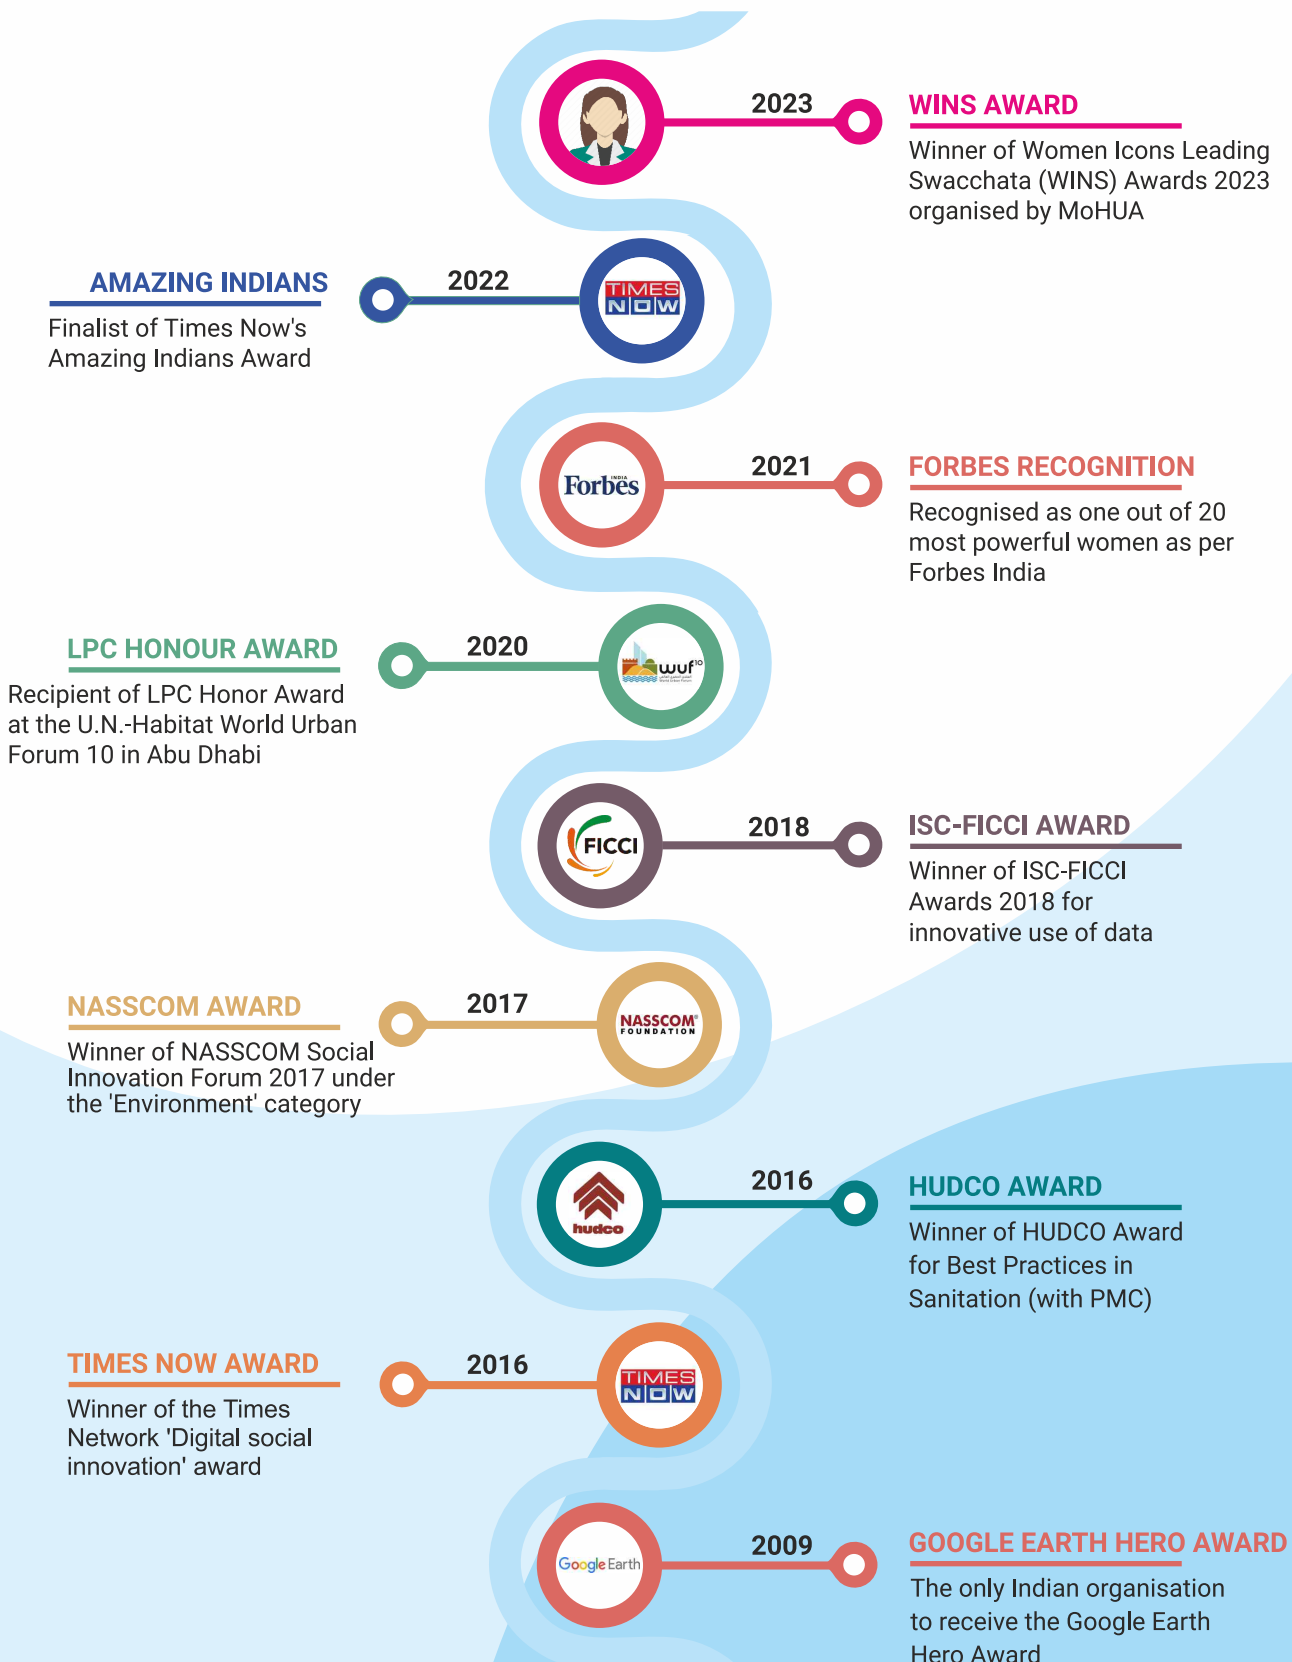 2023
WINS AWARD
Winner of Women Icons Leading
Swacchata (WINS) Awards 2023
organised by MoHUA
AMAZING INDIANS
2022
TIMES
NOW
Finalist of Times Now's
Amazing Indians Award
INDIA
Forbes
2021
FORBES RECOGNITION
Recognised as one out of 20
most powerful women as per
Forbes India
LPC HONOUR AWARD
2020
wuf10
World Urban Forum
Recipient of LPC Honor Award
at the U.N.-Habitat World Urban
Forum 10 in Abu Dhabi
FICCI
2018
ISC-FICCI AWARD
Winner of ISC-FICCI
Awards 2018 for
innovative use of data
NASSCOM AWARD
2017
NASSCOM®
FOUNDATION
Winner of NASSCOM Social
Innovation Forum 2017 under
the 'Environment' category
hudco
2016
HUDCO AWARD
Winner of HUDCO Award
for Best Practices in
Sanitation (with PMC)
TIMES NOW AWARD
2016
TIMES
NOW
Winner of the Times
Network 'Digital social
innovation' award
Google Earth
2009
GOOGLE EARTH HERO AWARD
The only Indian organisation
to receive the Google Earth
Hero Award